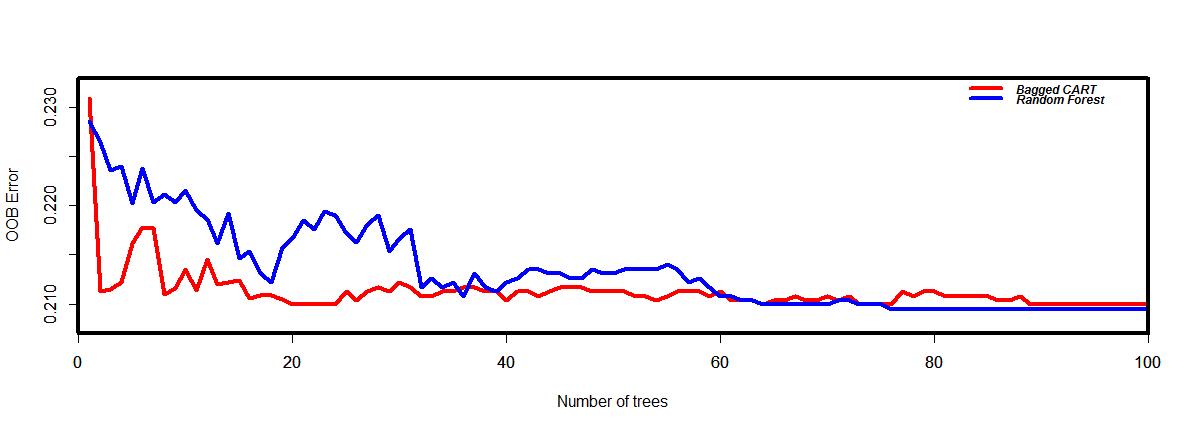 Bagged CART
Random Forest
0.230
0.220
0.210
OOB Error
0 20 40 60 80 100
Number of trees